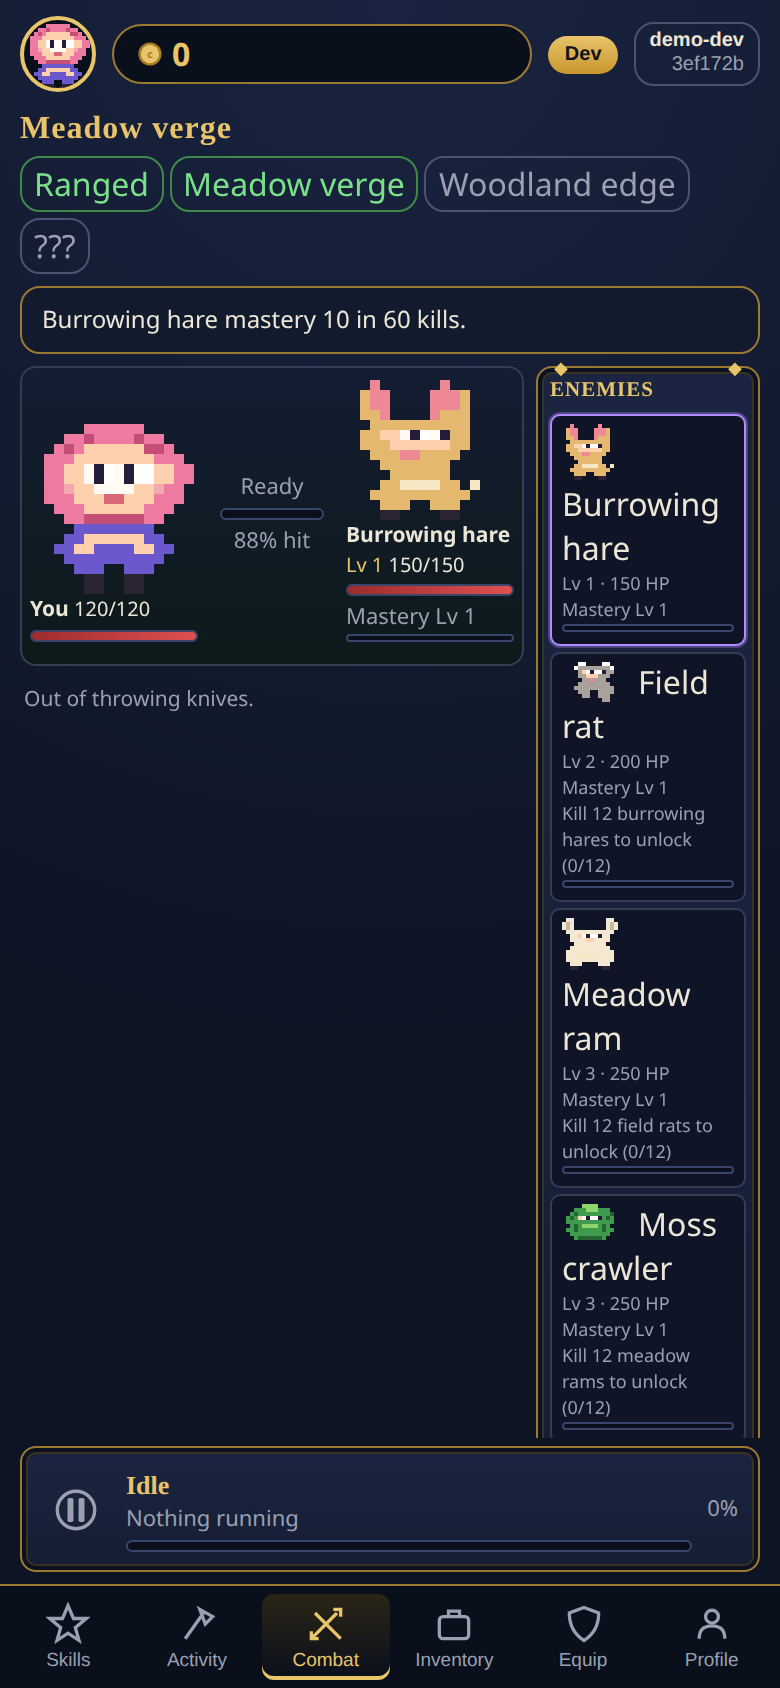 0
Dev
demo-dev
3ef172b
Meadow verge
Ranged
Meadow verge
Woodland edge
???
Burrowing hare mastery 10 in 60 kills.
You 120/120
Ready
88% hit
Burrowing hare
Lv 1 150/150
Mastery Lv 1
Out of throwing knives.
ENEMIES
Burrowing
hare
Lv 1 · 150 HP
Mastery Lv 1
Field
rat
Lv 2 · 200 HP
Mastery Lv 1
Kill 12 burrowing
hares to unlock
(0/12)
Meadow
ram
Lv 3 · 250 HP
Mastery Lv 1
Kill 12 field rats to
unlock (0/12)
Moss
crawler
Lv 3 · 250 HP
Mastery Lv 1
Kill 12 meadow
rams to unlock
(0/12)
Idle
Nothing running
0%
Skills
Activity
Combat
Inventory
Equip
Profile